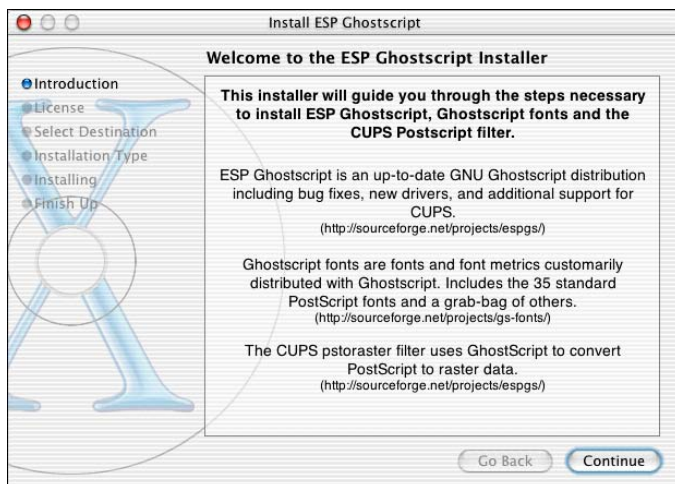 Install ESP Ghostscript
Welcome to the ESP Ghostscript Installer
Introduction
License
Select Destination
Installation Type
Installing
Finish Up
This installer will guide you through the steps necessary
to install ESP Ghostscript, Ghostscript fonts and the
CUPS Postscript filter.
ESP Ghostscript is an up-to-date GNU Ghostscript distribution
including bug fixes, new drivers, and additional support for
CUPS.
(http://sourceforge.net/projects/espgs/)
Ghostscript fonts are fonts and font metrics customarily
distributed with Ghostscript. Includes the 35 standard
PostScript fonts and a grab-bag of others.
(http://sourceforge.net/projects/gs-fonts/)
The CUPS pstoraster filter uses GhostScript to convert
PostScript to raster data.
(http://sourceforge.net/projects/espgs/)
Go Back
Continue